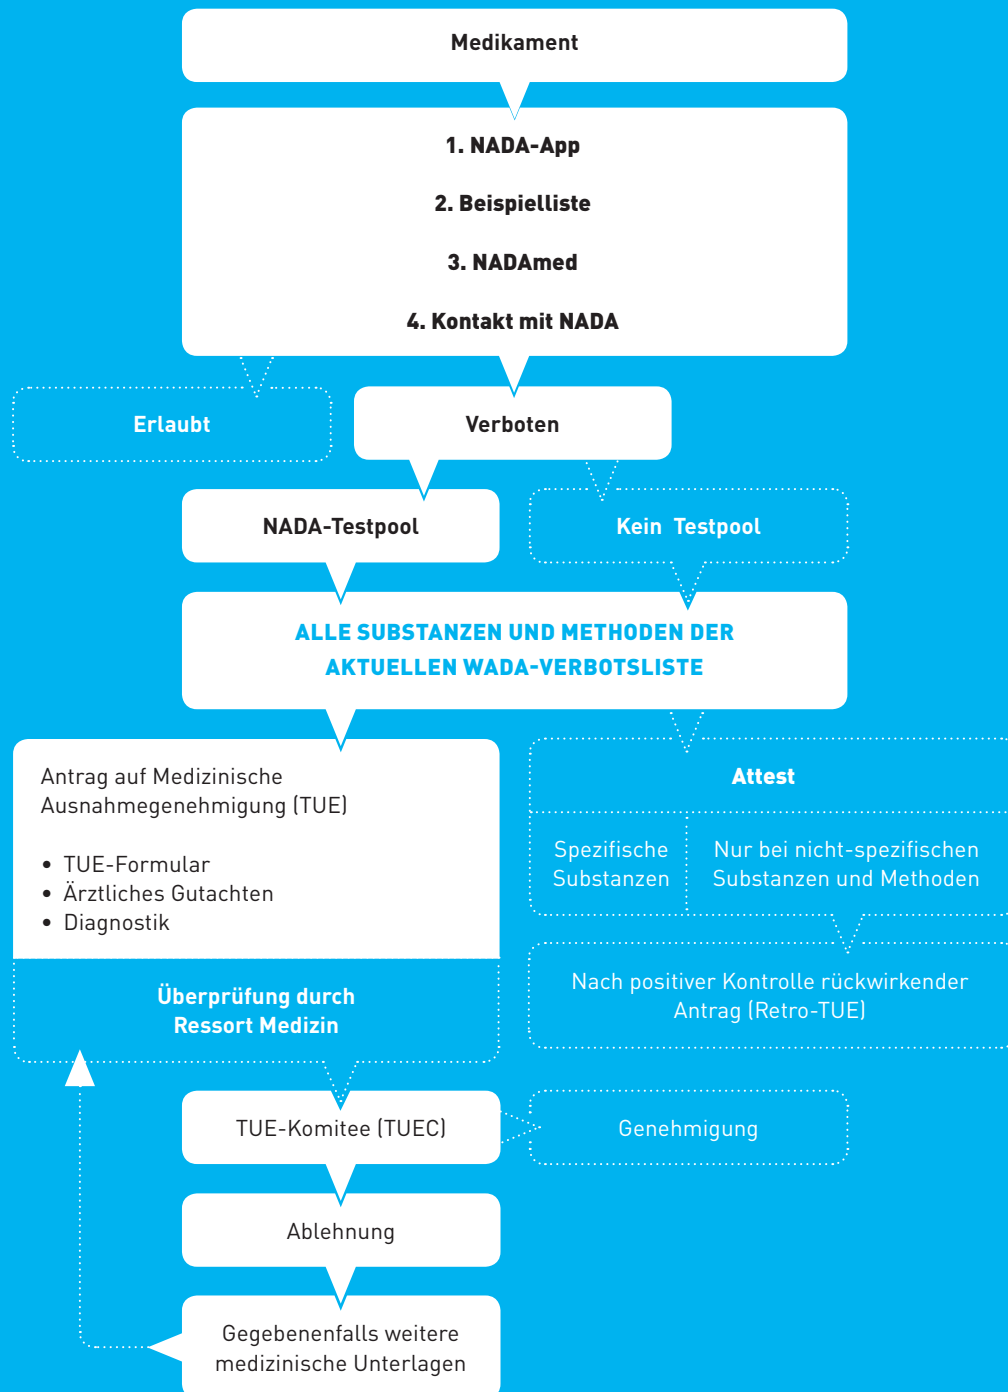 Medikament
1. NADA-App
2. Beispielliste
3. NADAmed
4. Kontakt mit NADA
Erlaubt
Verboten
NADA-Testpool
Kein Testpool
ALLE SUBSTANZEN UND METHODEN DER
AKTUELLEN WADA-VERBOTSLISTE
Antrag auf Medizinische
Ausnahmegenehmigung (TUE)
• TUE-Formular
• Ärztliches Gutachten
• Diagnostik
Überprüfung durch
Ressort Medizin
Attest
Spezifische
Substanzen
Nur bei nicht-spezifischen
Substanzen und Methoden
Nach positiver Kontrolle rückwirkender
Antrag (Retro-TUE)
TUE-Komitee (TUEC)
Genehmigung
Ablehnung
Gegebenenfalls weitere
medizinische Unterlagen